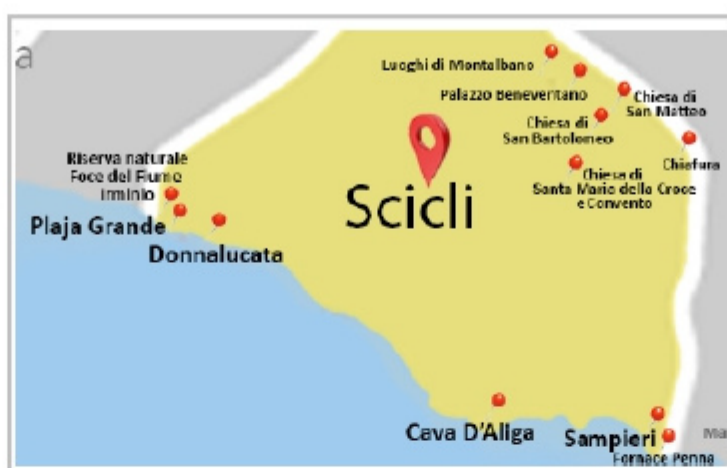 a
Luoghi di Montalbano
Palazzo Beneventano
Chiesa di
San Matteo
Chiesa di
San Bartolomeo
Chiafura
Chiesa di
Santa Maria della Croce
e Convento
Riserva naturale
Foce del Fiume
Irminio
Plaja Grande
Donnalucata
Scicli
Cava D'Aliga
Sampieri
Fornace Penna
Ma